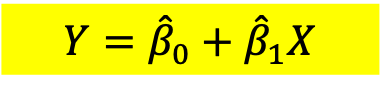 Y = β̂₀ + β̂₁X